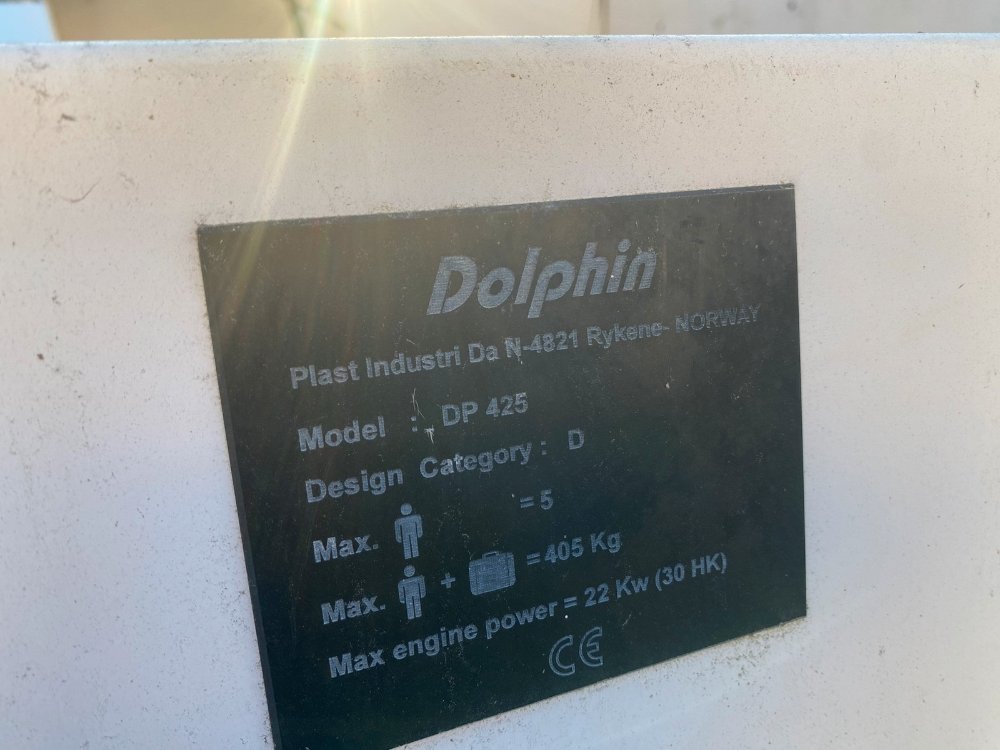 Dolphin
Plast Industri Da N-4821 Rykene- NORWAY
Model : DP 425
Design Category : D
Max. = 5
Max. + = 405 Kg
Max engine power = 22 Kw (30 HK)
CE